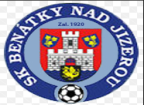 SK BENÁTKY NAD JIZEROU
Zal. 1920